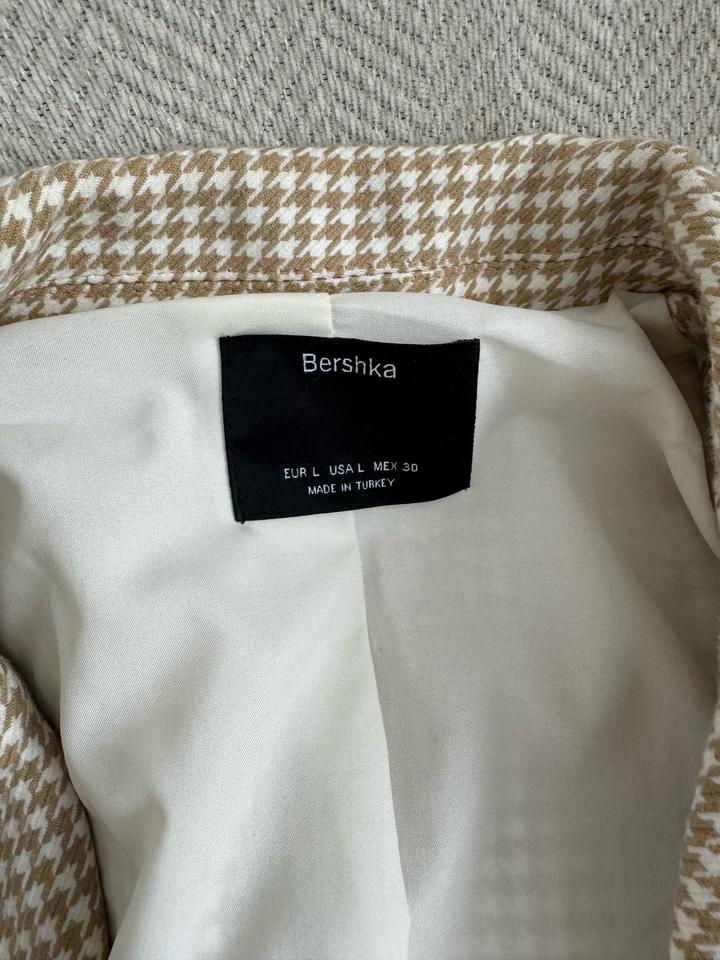 Bershka
EUR L USA L MEX 30
MADE IN TURKEY